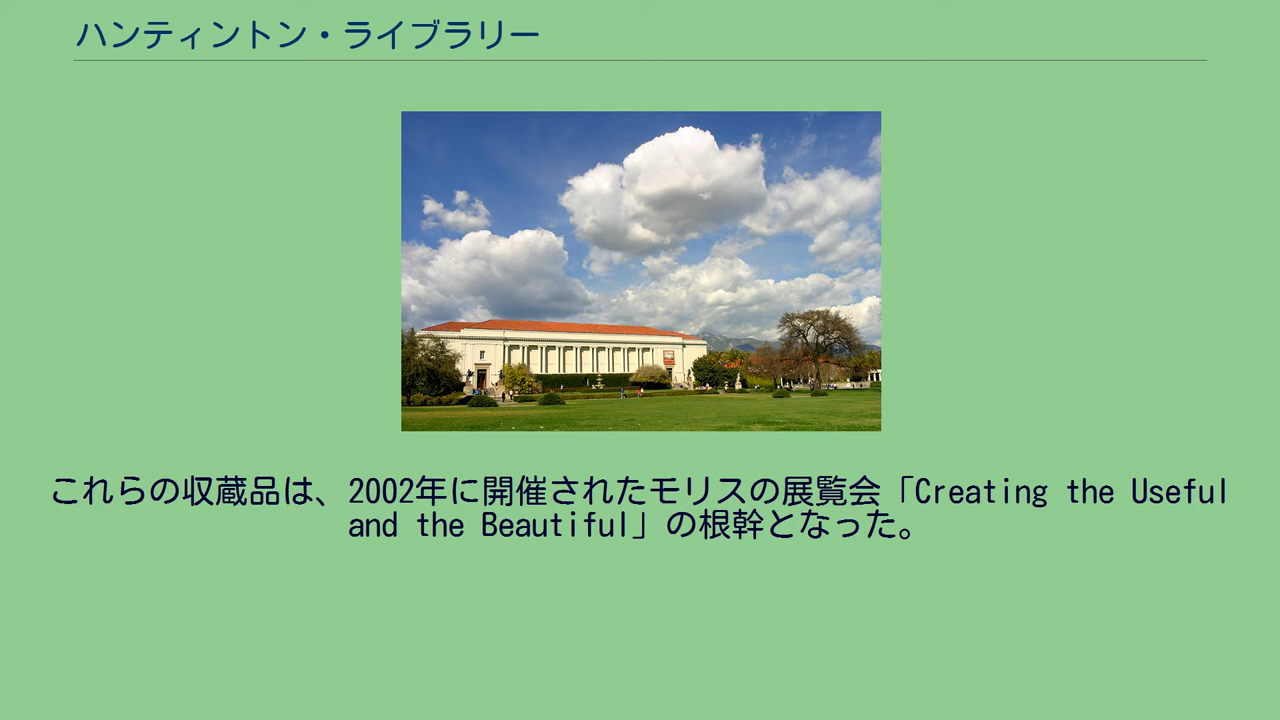 ハンティントン・ライブラリー
これらの収蔵品は、2002年に開催されたモリスの展覧会「Creating the Useful
and the Beautiful」の根幹となった。